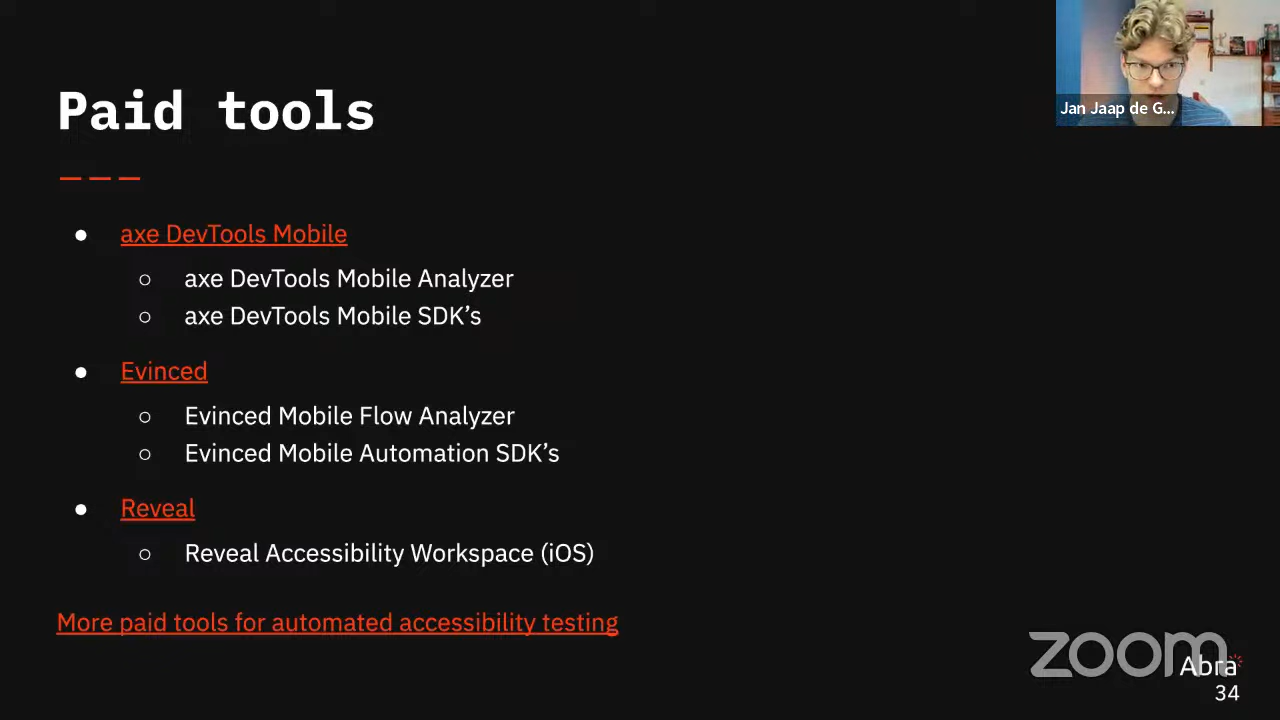 Paid tools
Jan Jaap de G...
axe DevTools Mobile
axe DevTools Mobile Analyzer
axe DevTools Mobile SDK’s
Evinced
Evinced Mobile Flow Analyzer
Evinced Mobile Automation SDK’s
Reveal
Reveal Accessibility Workspace (iOS)
More paid tools for automated accessibility testing
zoom
Abra
34